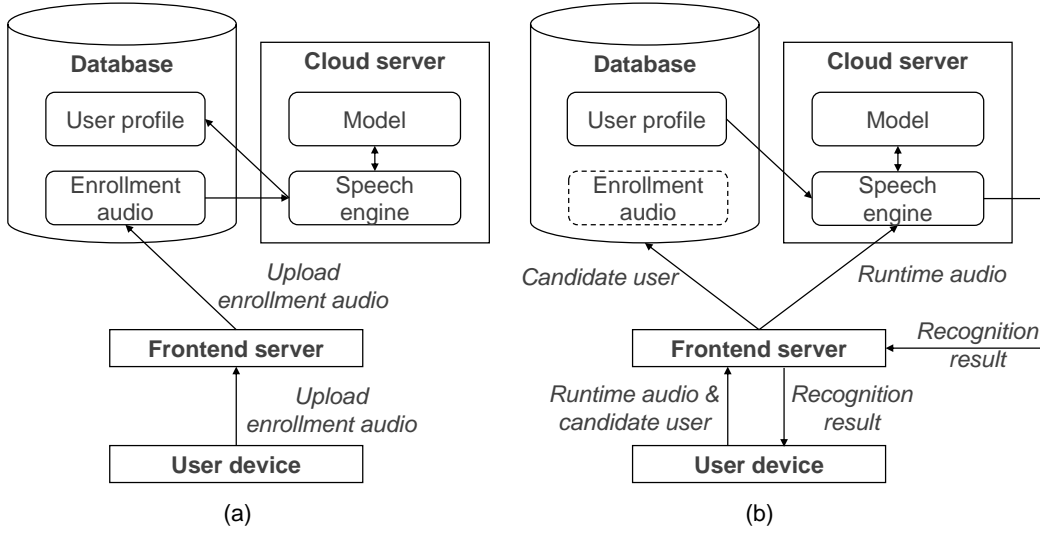 Database
Cloud server
User profile
Model
Enrollment
audio
Speech
engine
Upload
enrollment audio
Frontend server
Upload
enrollment audio
User device
(a)
Database
Cloud server
User profile
Model
Enrollment
audio
Speech
engine
Candidate user
Runtime audio
Frontend server
Recognition
result
Runtime audio &
candidate user
Recognition
result
User device
(b)